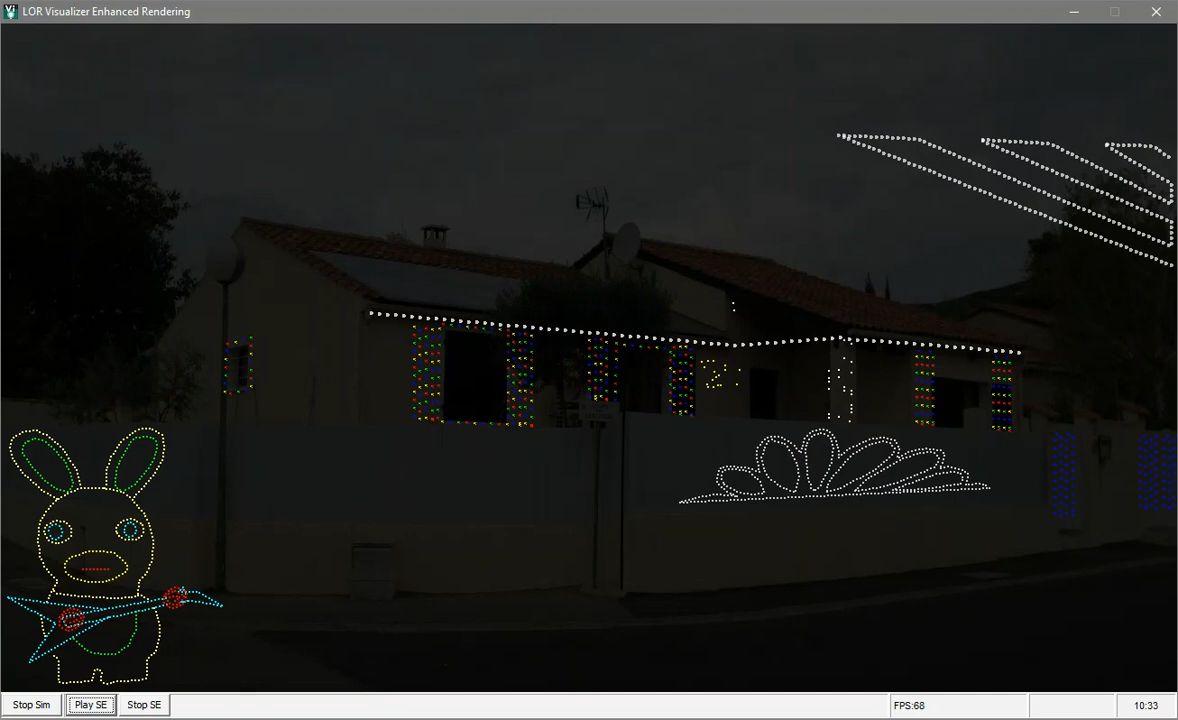 LOR Visualizer Enhanced Rendering
Stop Sim
Play SE
Stop SE
FPS:68
10:33